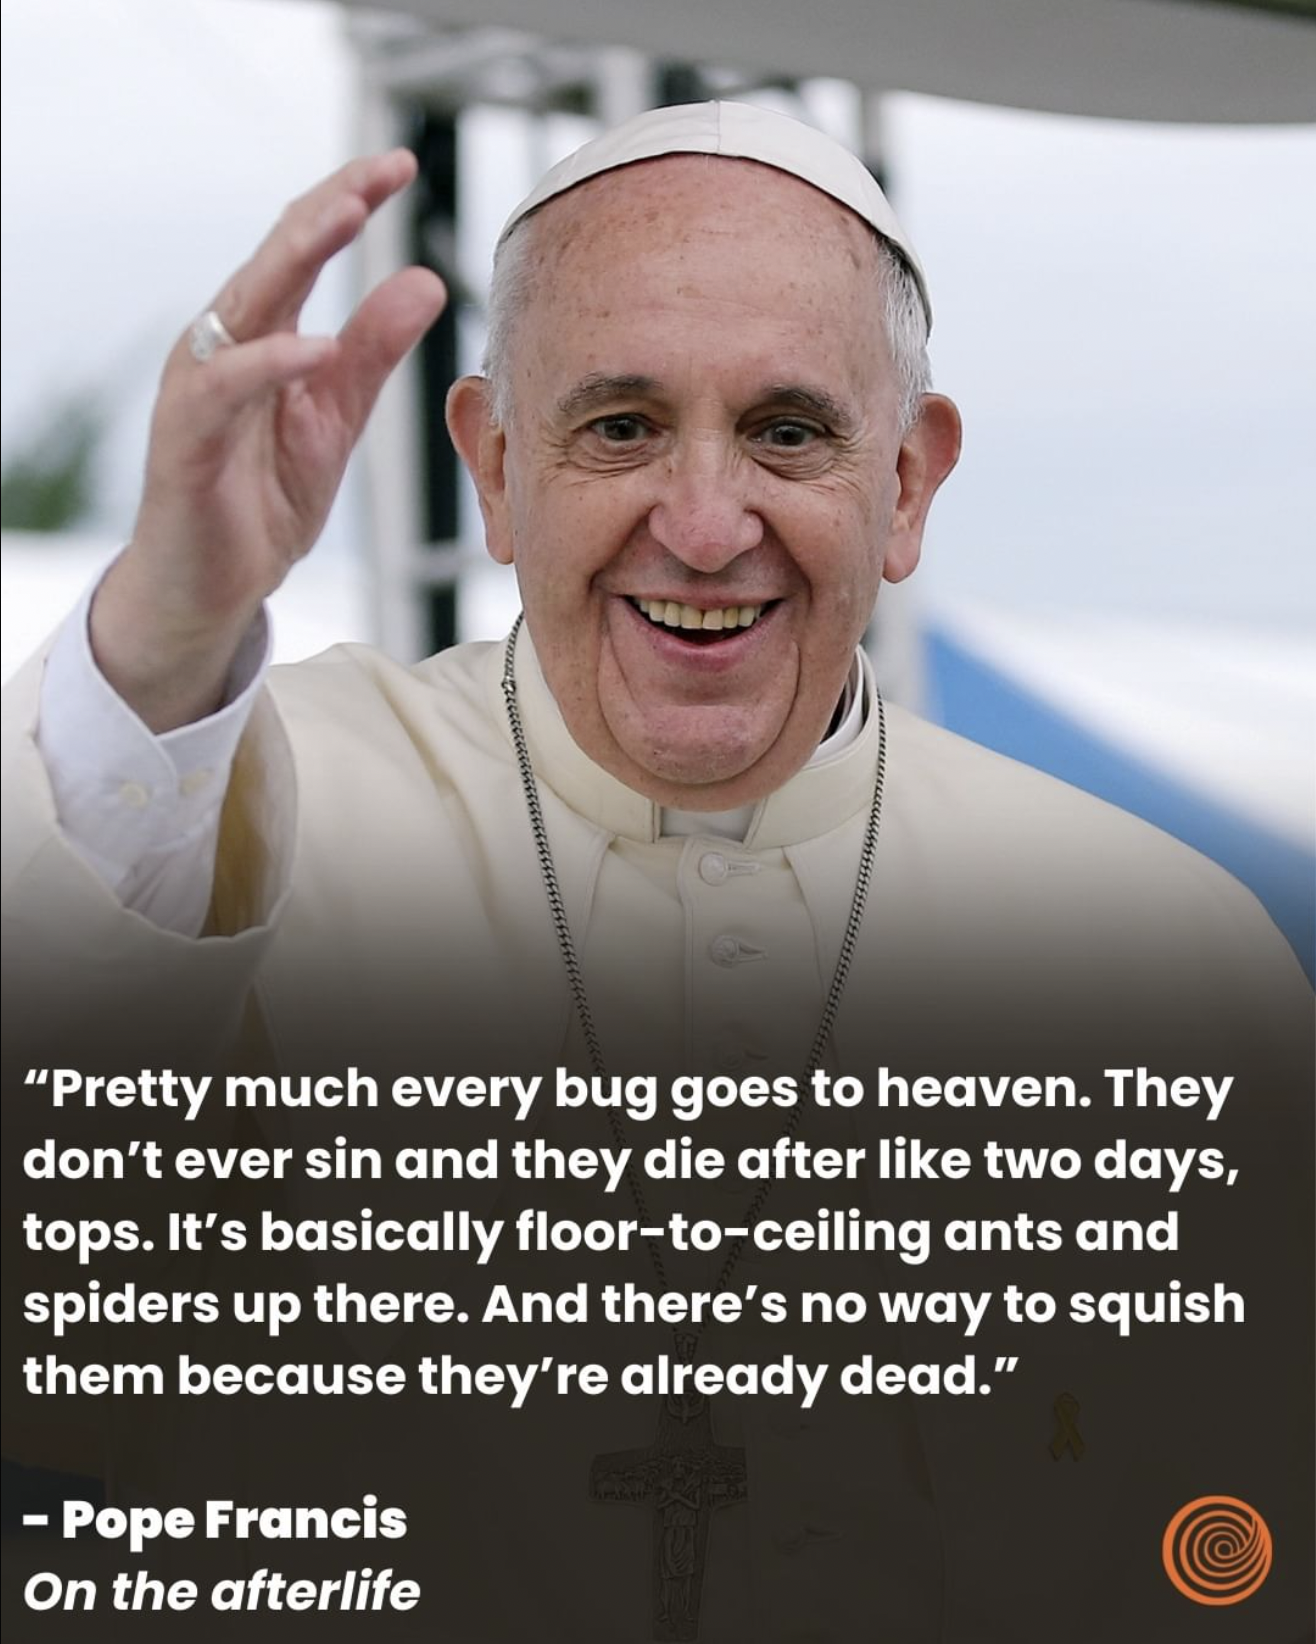 “Pretty much every bug goes to heaven. They
don’t ever sin and they die after like two days,
tops. It’s basically floor-to-ceiling ants and
spiders up there. And there’s no way to squish
them because they’re already dead.”
- Pope Francis
On the afterlife